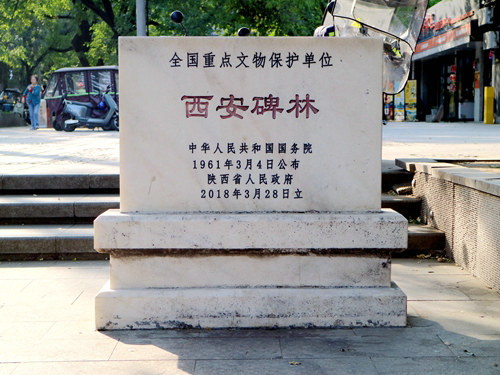 全国重点文物保护单位
西安碑林
中华人民共和国国务院
1961年3月4日公布
陕西省人民政府
2018年3月28日立